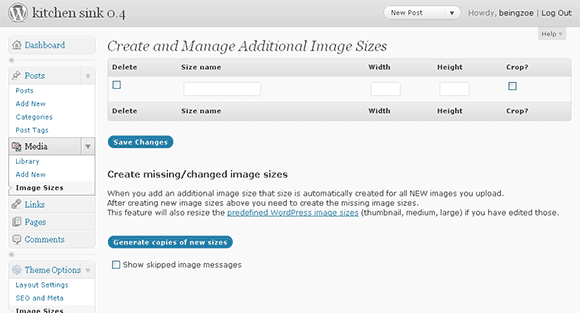 kitchen sink 0.4
New Post
Howdy, beingzoe | Log Out
Help
Dashboard
Posts
Posts
Add New
Categories
Post Tags
Media
Library
Add New
Image Sizes
Links
Pages
Comments
Theme Options
Layout Settings
SEO and Meta
Image Sizes
Create and Manage Additional Image Sizes
Delete Size name Width Height Crop?
Delete Size name Width Height Crop?
Save Changes
Create missing/changed image sizes
When you add an additional image size that size is automatically created for all NEW images you upload.
After creating new image sizes above you need to create the missing image sizes.
This feature will also resize the predefined WordPress image sizes (thumbnail, medium, large) if you have edited those.
Generate copies of new sizes
Show skipped image messages